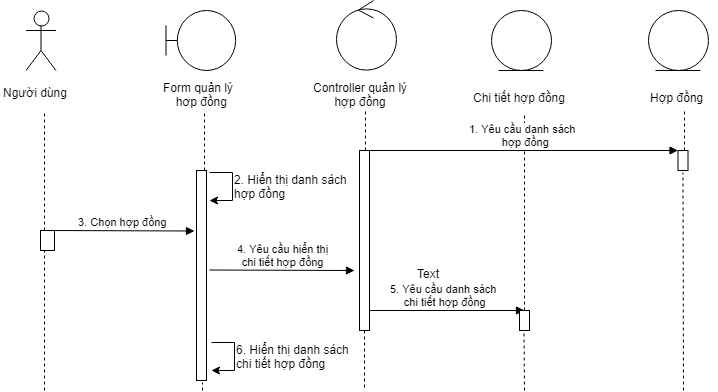 Người dùng
Form quản lý
hơp đồng
Controller quản lý
hợp đồng
Chi tiết hợp đồng
Hợp đồng
1. Yêu cầu danh sách
hợp đồng
2. Hiển thị danh sách
hợp đồng
3. Chọn hợp đồng
4. Yêu cầu hiển thị
chi tiết hợp đồng
Text
5. Yêu cầu danh sách
chi tiết hợp đồng
6. Hiển thị danh sách
chi tiết hợp đồng